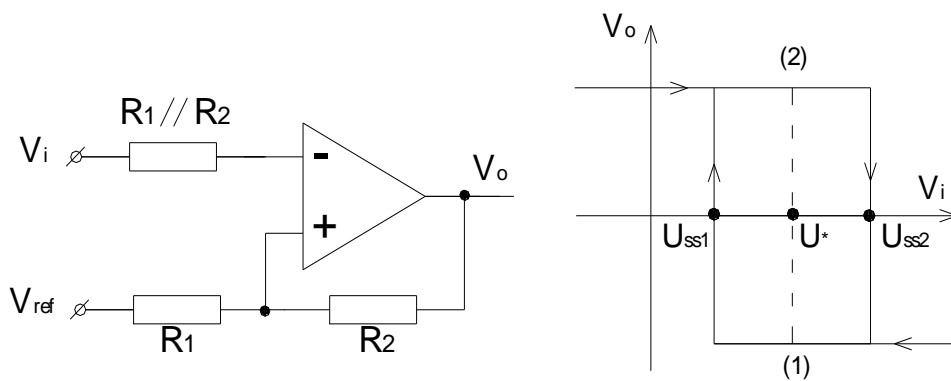 R1 // R2
Vi
-
Vo
+
Vref
R1
R2
Vo
(2)
Vi
Uss1
U*
Uss2
(1)